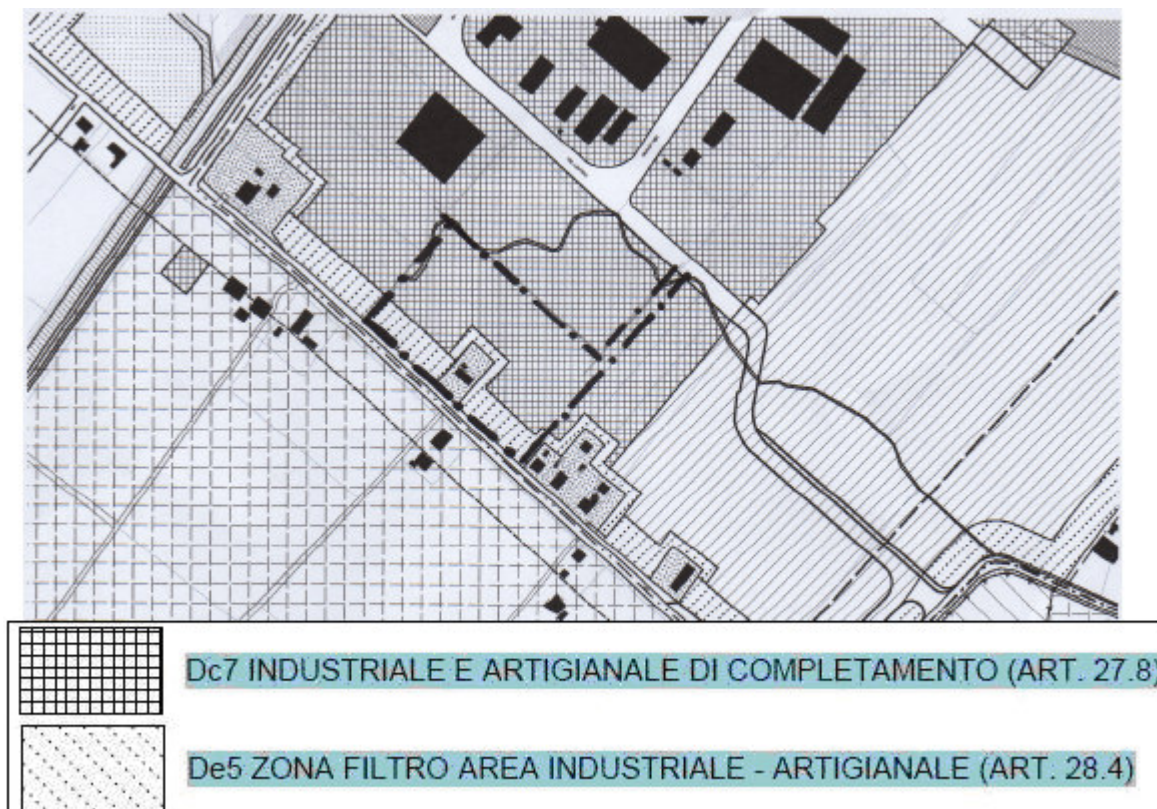 Dc7 INDUSTRIALE E ARTIGIANALE DI COMPLETAMENTO (ART. 27.8)
De5 ZONA FILTRO AREA INDUSTRIALE - ARTIGIANALE (ART. 28.4)